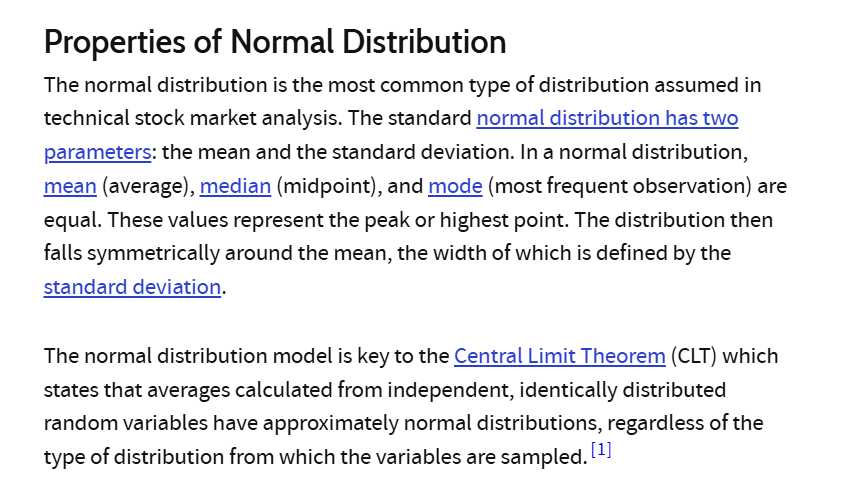 Properties of Normal Distribution
The normal distribution is the most common type of distribution assumed in
technical stock market analysis. The standard normal distribution has two
parameters: the mean and the standard deviation. In a normal distribution,
mean (average), median (midpoint), and mode (most frequent observation) are
equal. These values represent the peak or highest point. The distribution then
falls symmetrically around the mean, the width of which is defined by the
standard deviation.
The normal distribution model is key to the Central Limit Theorem (CLT) which
states that averages calculated from independent, identically distributed
random variables have approximately normal distributions, regardless of the
type of distribution from which the variables are sampled. [1]